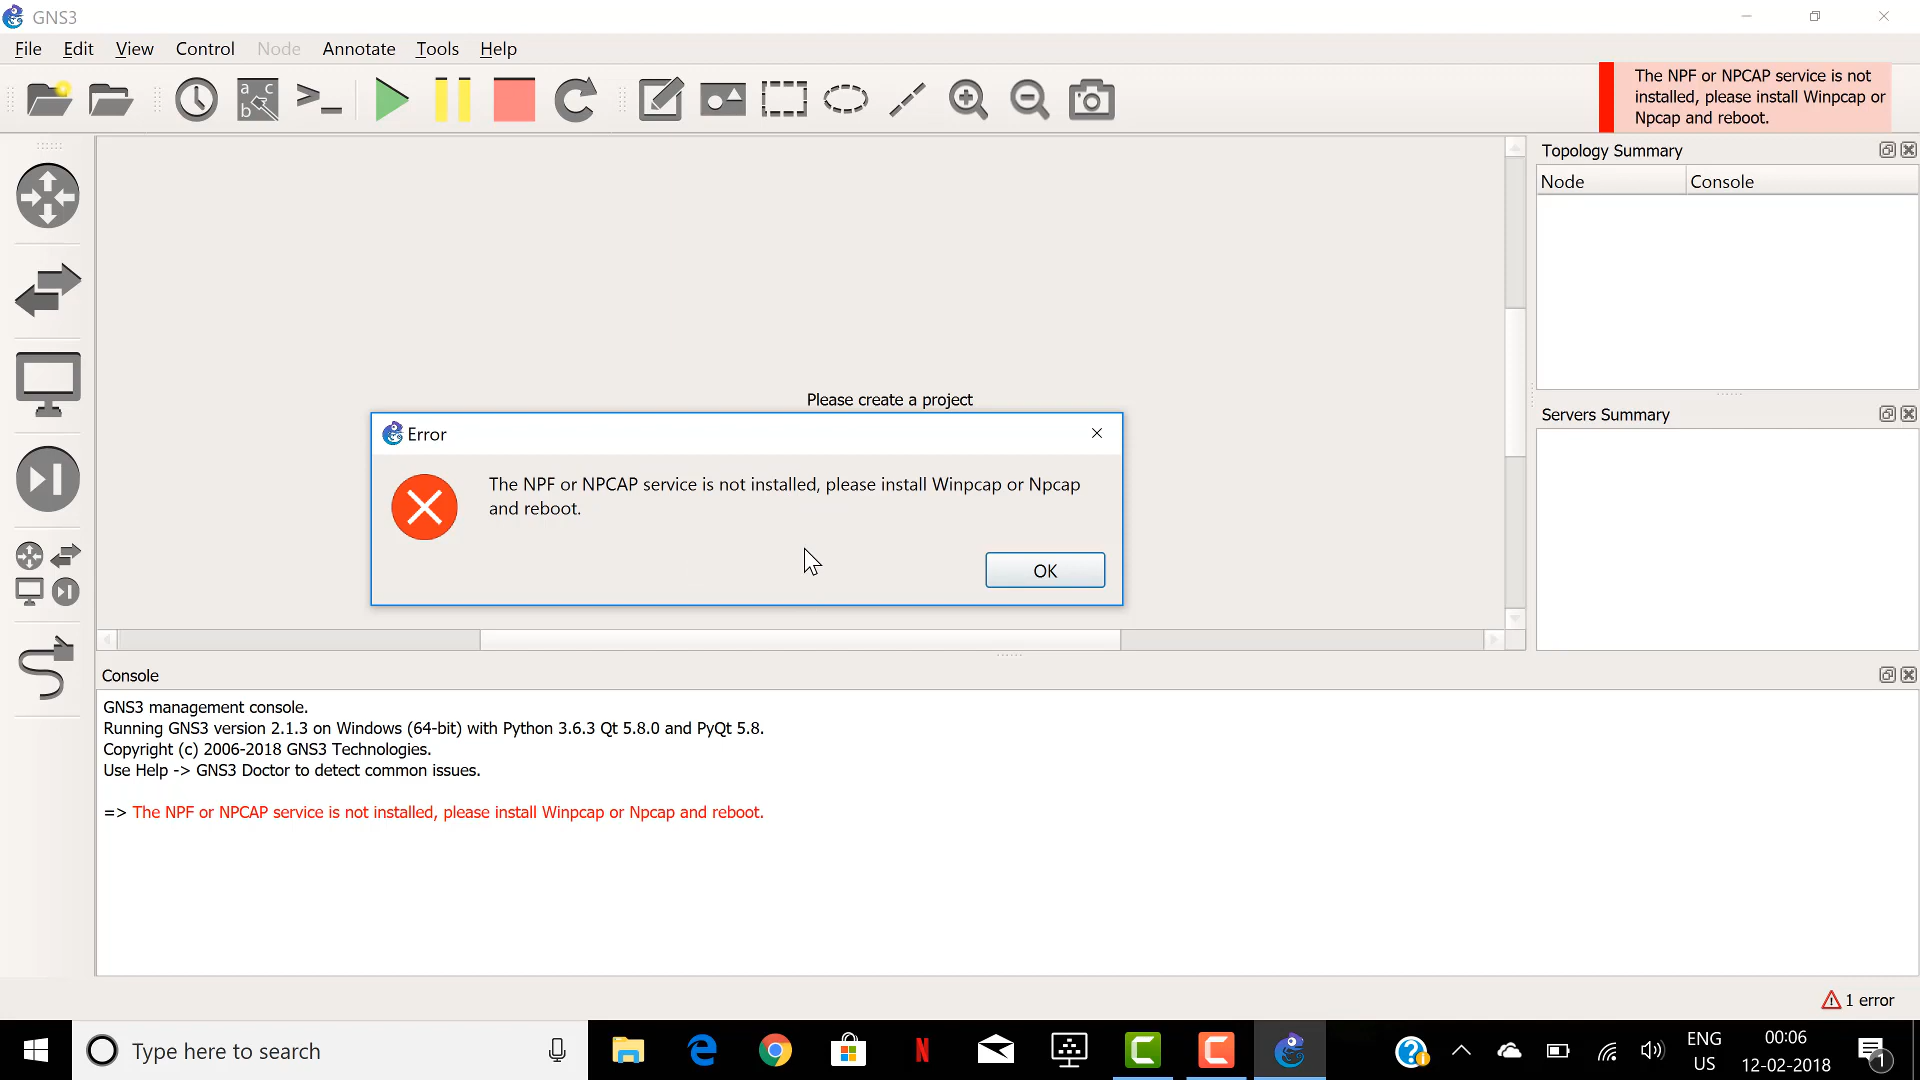 GNS3
File Edit View Control Node Annotate Tools Help
a c
b
The NPF or NPCAP service is not
installed, please install Winpcap or
Npcap and reboot.
Topology Summary
Node Console
Please create a project
Error
The NPF or NPCAP service is not installed, please install Winpcap or Npcap
and reboot.
OK
Servers Summary
Console
GNS3 management console.
Running GNS3 version 2.1.3 on Windows (64-bit) with Python 3.6.3 Qt 5.8.0 and PyQt 5.8.
Copyright (c) 2006-2018 GNS3 Technologies.
Use Help -> GNS3 Doctor to detect common issues.
=> The NPF or NPCAP service is not installed, please install Winpcap or Npcap and reboot.
1 error
Type here to search
ENG
US
00:06
12-02-2018
1